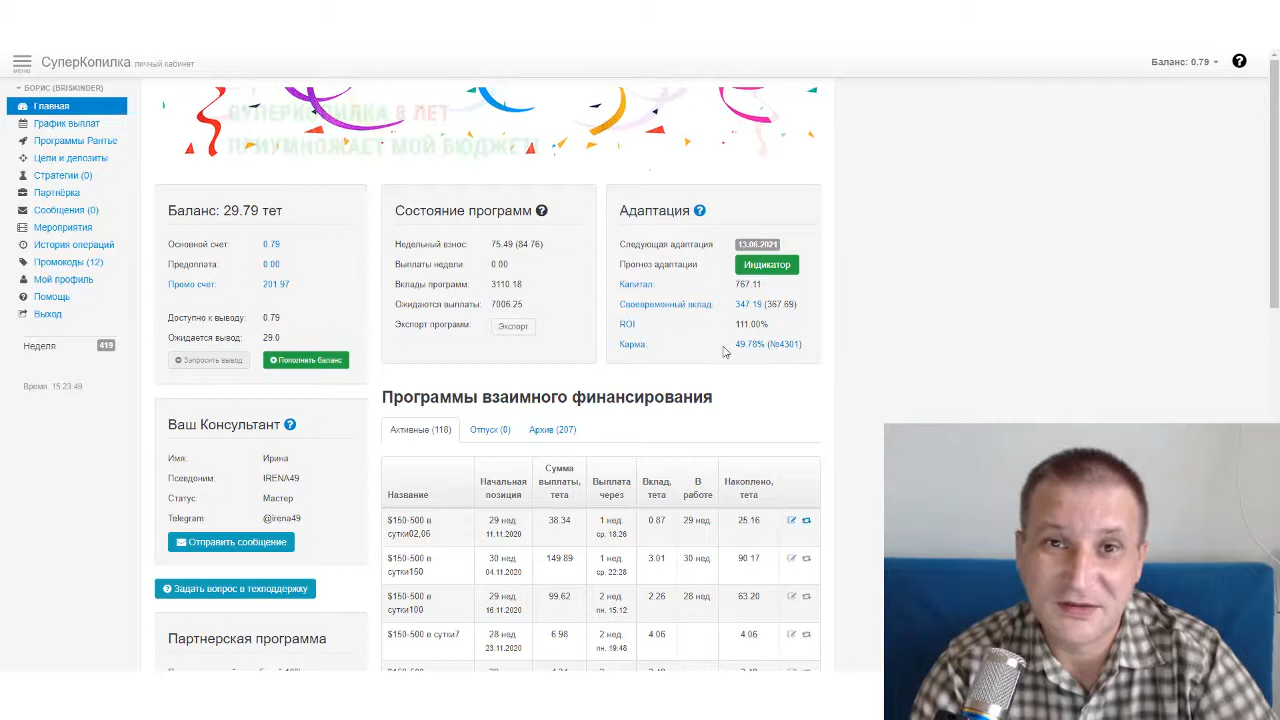 СуперКопилка личный кабинет
Баланс: 0.79
меню
БОРИС (BRISKINDER)
Главная
График выплат
Программы Рантье
Цели и депозиты
Стратегии (0)
Партнёрка
Сообщения (0)
Мероприятия
История операций
Промокоды (12)
Мой профиль
Помощь
Выход
Неделя 419
Время: 15:23:49
СУПЕРКОПИЛКА 8 ЛЕТ
ПРИУМНОЖАЕТ МОЙ БЮДЖЕТ!
Баланс: 29.79 тет
Основной счет: 0.79
Предоплата: 0.00
Промо счет: 201.97
Доступно к выводу: 0.79
Ожидается вывод: 29.0
Запросить вывод Пополнить баланс
Состояние программ
Недельный взнос: 75.49 (84.76)
Выплаты недели: 0.00
Вклады программ: 3110.18
Ожидаются выплаты: 7006.25
Экспорт программ: Экспорт
Адаптация
Следующая адаптация 13.06.2021
Прогноз адаптации Индикатор
Капитал: 767.11
Своевременный вклад: 347.19 (367.69)
ROI 111.00%
Карма: 49.78% (№4301)
Ваш Консультант
Имя: Ирина
Псевдоним: IRENA49
Статус: Мастер
Telegram @irena49
Отправить сообщение
Задать вопрос в техподдержку
Партнерская программа
Программы взаимного финансирования
Активные (118) Отпуск (0) Архив (207)
Название Начальная позиция Сумма выплаты, тета Выплата через Вклад, тета В работе Накоплено, тета
$150-500 в 29 нед. 38.34 1 нед. 0.87 29 нед. 25.16
сутки02,06 11.11.2020 ср. 18:26
$150-500 в 30 нед. 149.89 1 нед. 3.01 30 нед. 90.17
сутки150 04.11.2020 ср. 22:28
$150-500 в 29 нед. 99.62 2 нед. 2.26 28 нед. 63.20
сутки100 16.11.2020 пн, 15:12
$150-500 в сутки7 28 нед. 6.98 2 нед. 4.06 4.06
23.11.2020 пн, 19:48